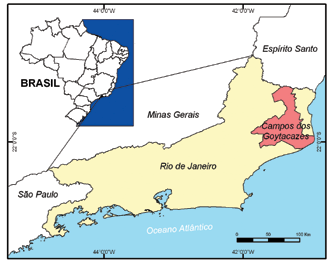 44°0'0"W
42°0'0"W
Espírito Santo
BRASIL
Minas Gerais
Campos dos
Goytacazes
22°0'0"S
22°0'0"S
Rio de Janeiro
São Paulo
Oceano Atlântico
0
50
100 Km
44°0'0"W
42°0'0"W